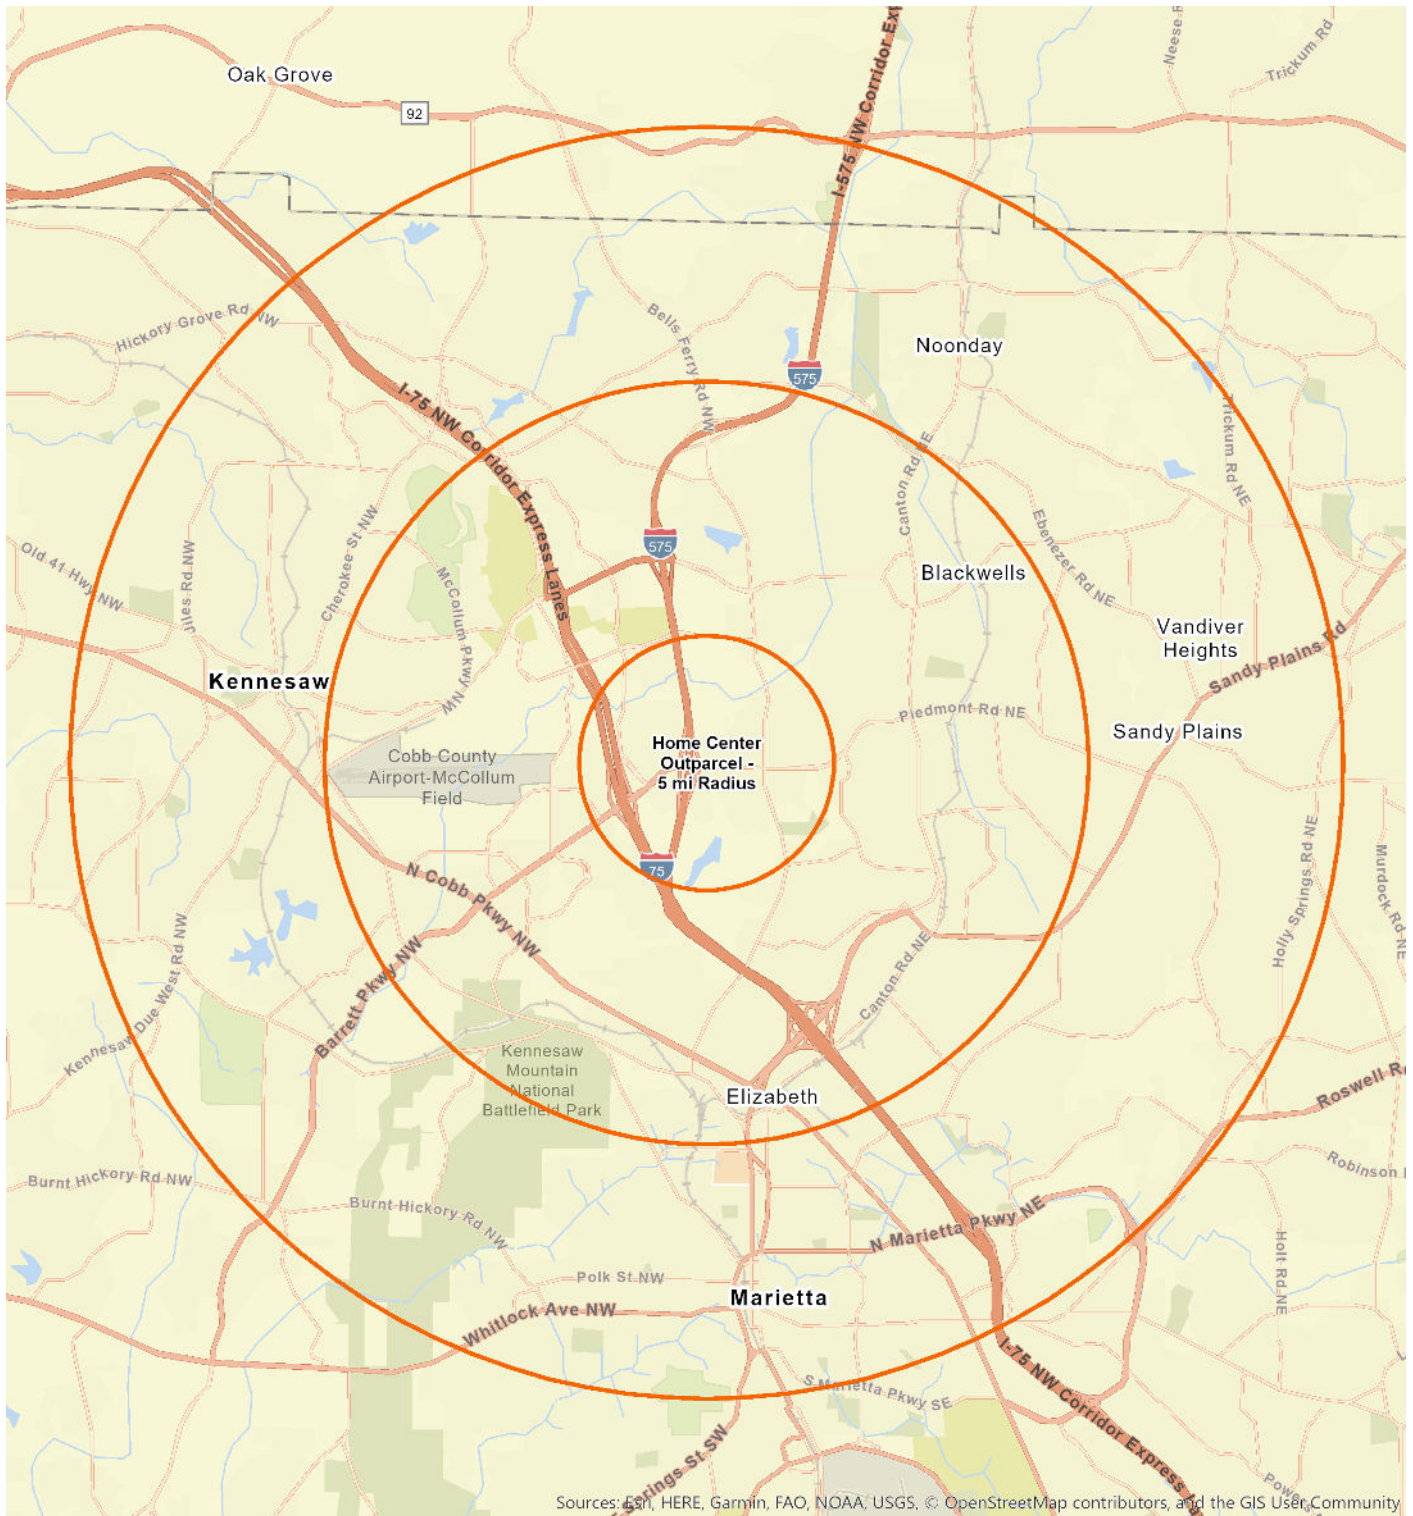 Oak Grove
92
I-575 NW Corridor
Trickum Rd
Hickory Grove Rd NW
Bells Ferry Rd NW
Noonday
575
I-75 NW Corridor Express Lanes
Trickum Rd NE
Canton Rd NE
Old 41 Hwy NW
Jiles Rd NW
Cherokee St NW
McCollum Pkwy NW
575
Blackwells
Ebenezer Rd NE
Vandiver
Heights
Sandy Plains Rd
Kennesaw
Piedmont Rd NE
Sandy Plains
Home Center
Outparcel -
5 mi Radius
Cobb County
Airport-McCollum
Field
75
N Cobb Pkwy NW
Holly Springs Rd NE
Murdock Rd NE
Barrett Pkwy NW
Kennesaw Due West Rd NW
Canton Rd NE
Kennesaw
Mountain
National
Battlefield Park
Elizabeth
Roswell
Burnt Hickory Rd NW
Burnt Hickory Rd NW
Robinson
N Marietta Pkwy NE
Holt Rd NE
Polk St NW
Marietta
Whitlock Ave NW
S Marietta Pkwy SE
I-75 NW Corridor Express
Springs St SW
Powers
Sources: Esri, HERE, Garmin, FAO, NOAA, USGS, © OpenStreetMap contributors, and the GIS User Community